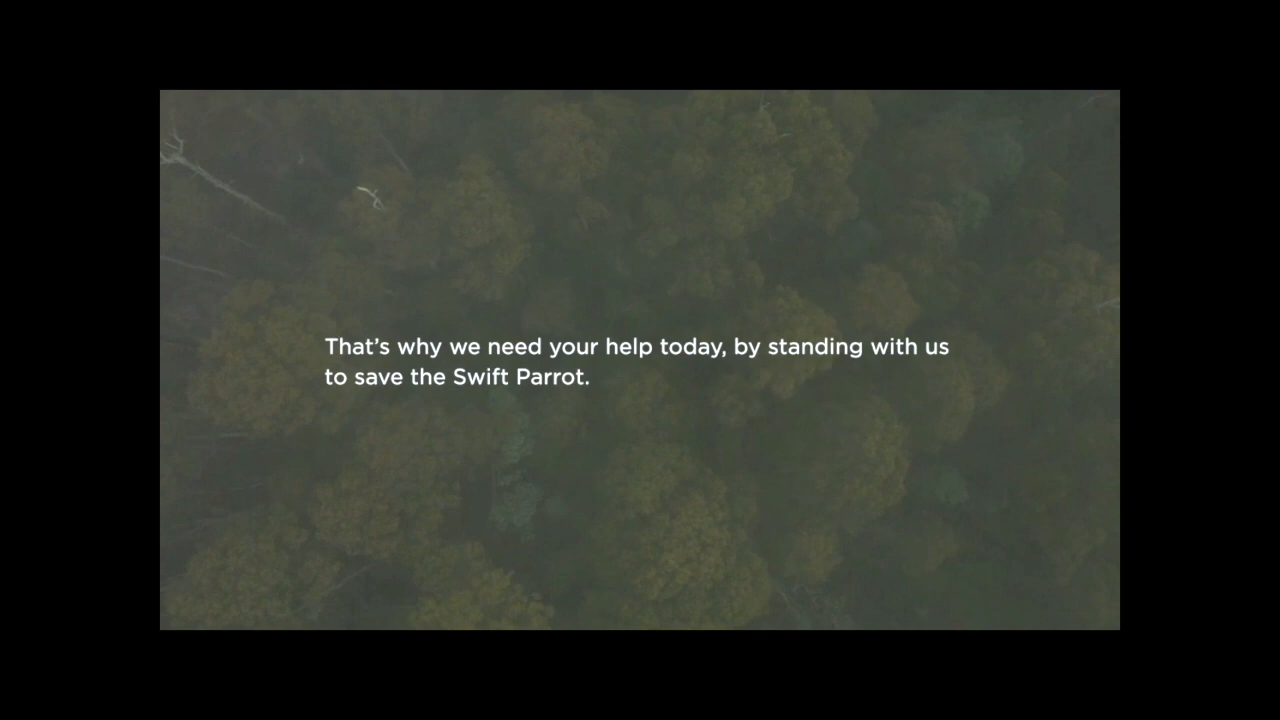 That’s why we need your help today, by standing with us
to save the Swift Parrot.